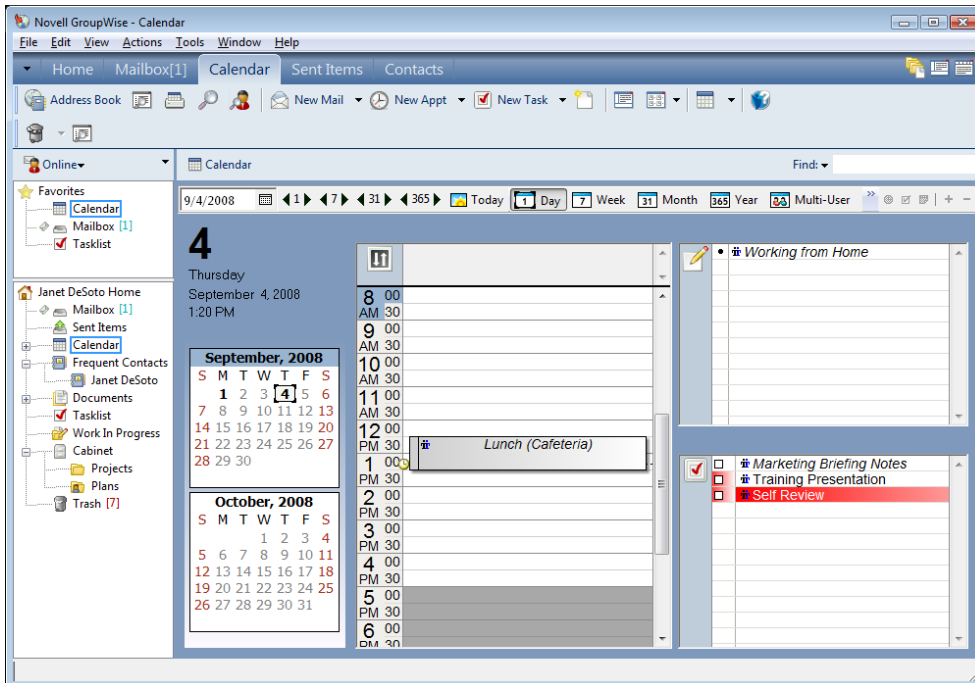 Novell GroupWise - Calendar
File Edit View Actions Tools Window Help
Home Mailbox[1] Calendar Sent Items Contacts
Address Book New Mail New Appt New Task
Online Calendar Find:
Favorites
Calendar
Mailbox [1]
Tasklist
Janet DeSoto Home
Mailbox [1]
Sent Items
Calendar
Frequent Contacts
Janet DeSoto
Documents
Tasklist
Work In Progress
Cabinet
Projects
Plans
Trash [7]
9/4/2008 1 7 31 365 Today 1 Day 7 Week 31 Month 365 Year Multi-User
4
Thursday
September 4, 2008
1:20 PM
September, 2008
S M T W T F S
1 2 3 4 5 6
7 8 9 10 11 12 13
14 15 16 17 18 19 20
21 22 23 24 25 26 27
28 29 30
October, 2008
S M T W T F S
1 2 3 4
5 6 7 8 9 10 11
12 13 14 15 16 17 18
19 20 21 22 23 24 25
26 27 28 29 30 31
8 00
AM 30
9 00
AM 30
10 00
AM 30
11 00
AM 30
12 00
PM 30 Lunch (Cafeteria)
1 00
PM 30
2 00
PM 30
3 00
PM 30
4 00
PM 30
5 00
PM 30
6 00
PM 30
Working from Home
Marketing Briefing Notes
Training Presentation
Self Review